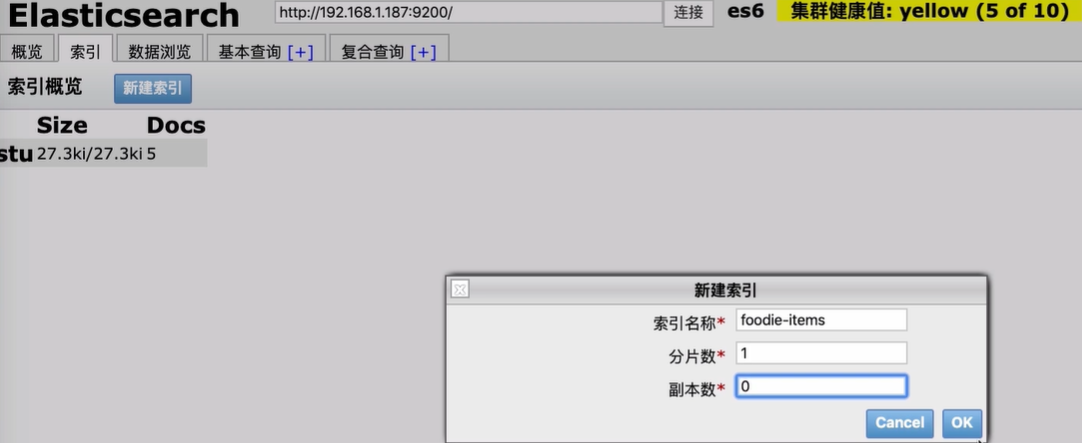 Elasticsearch http://192.168.1.187:9200/ 连接 es6 集群健康值: yellow (5 of 10)
概览 索引 数据浏览 基本查询 [+] 复合查询 [+]
索引概览 新建索引
Size Docs
stu 27.3ki/27.3ki 5
新建索引
索引名称* foodie-items
分片数* 1
副本数* 0
Cancel OK